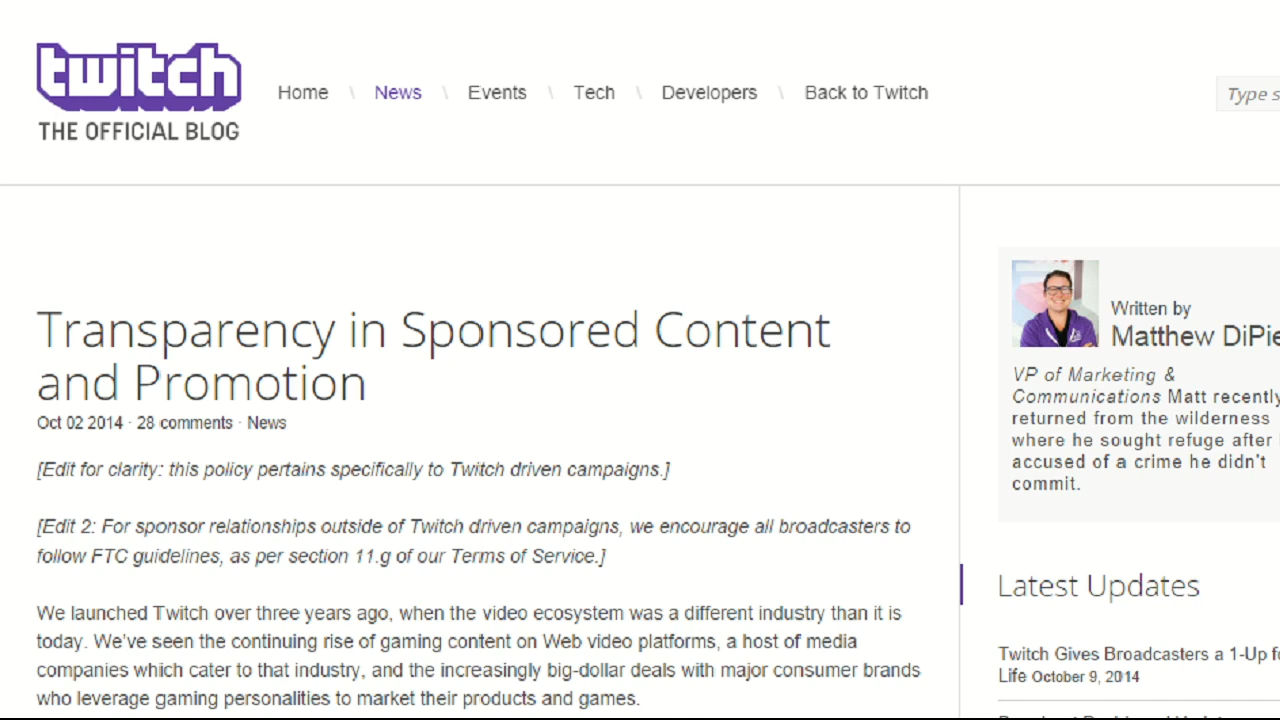 twitch
THE OFFICIAL BLOG
Home \ News \ Events \ Tech \ Developers \ Back to Twitch
Type s
Transparency in Sponsored Content
and Promotion
Oct 02 2014 · 28 comments · News
[Edit for clarity: this policy pertains specifically to Twitch driven campaigns.]
[Edit 2: For sponsor relationships outside of Twitch driven campaigns, we encourage all broadcasters to
follow FTC guidelines, as per section 11.g of our Terms of Service.]
We launched Twitch over three years ago, when the video ecosystem was a different industry than it is
today. We've seen the continuing rise of gaming content on Web video platforms, a host of media
companies which cater to that industry, and the increasingly big-dollar deals with major consumer brands
who leverage gaming personalities to market their products and games.
Written by
Matthew DiPie
VP of Marketing &
Communications Matt recently
returned from the wilderness
where he sought refuge after
accused of a crime he didn't
commit.
Latest Updates
Twitch Gives Broadcasters a 1-Up fo
Life October 9, 2014